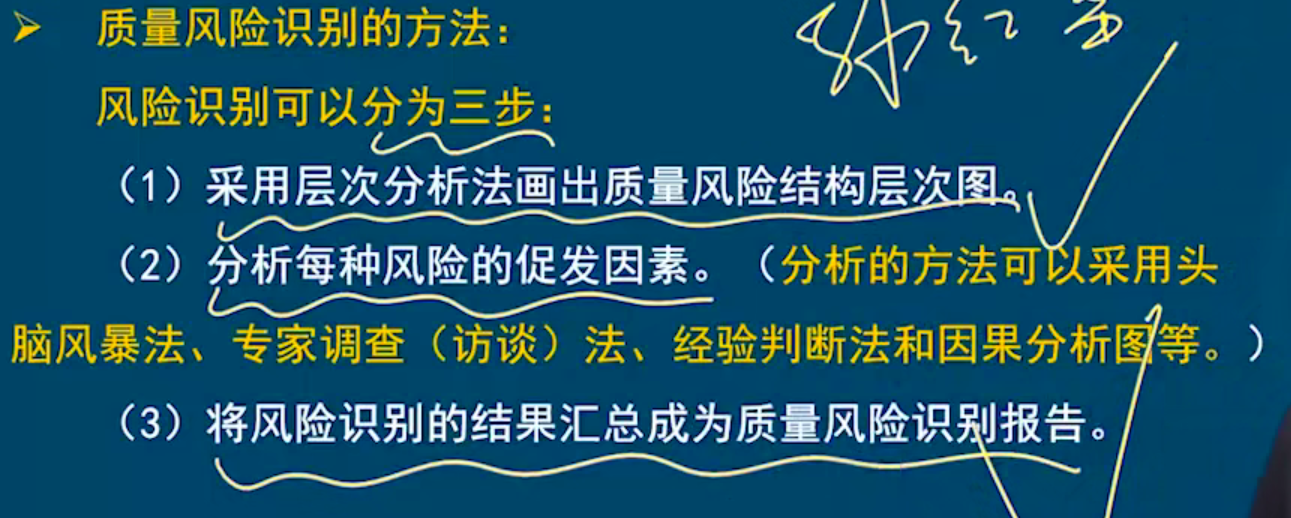 质量风险识别的方法：
风险识别可以分为三步：
（1）采用层次分析法画出质量风险结构层次图。
（2）分析每种风险的促发因素。（分析的方法可以采用头
脑风暴法、专家调查（访谈）法、经验判断法和因果分析图等。）
（3）将风险识别的结果汇总成为质量风险识别报告。